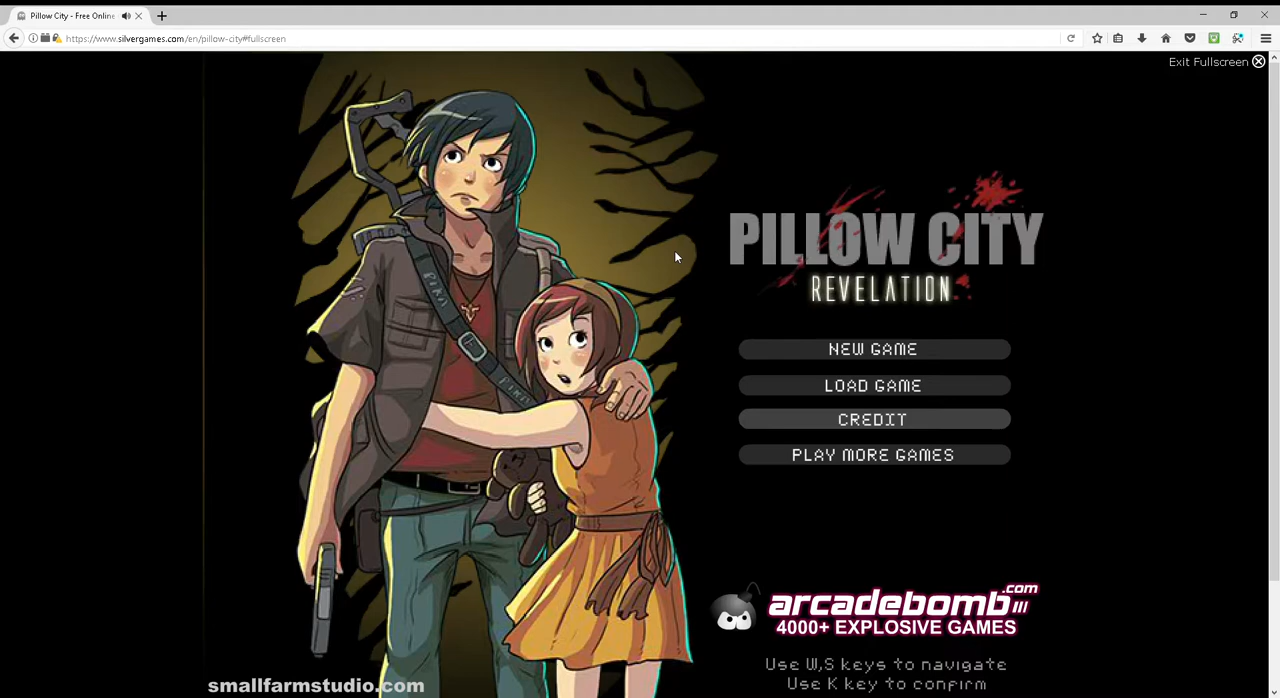 Pillow City - Free Online
https://www.silvergames.com/en/pillow-city#fullscreen
Exit Fullscreen
PILLOW CITY
REVELATION
NEW GAME
LOAD GAME
CREDIT
PLAY MORE GAMES
arcadebomb.com
4000+ EXPLOSIVE GAMES
Use W,S keys to navigate
Use K key to confirm
smallfarmstudio.com